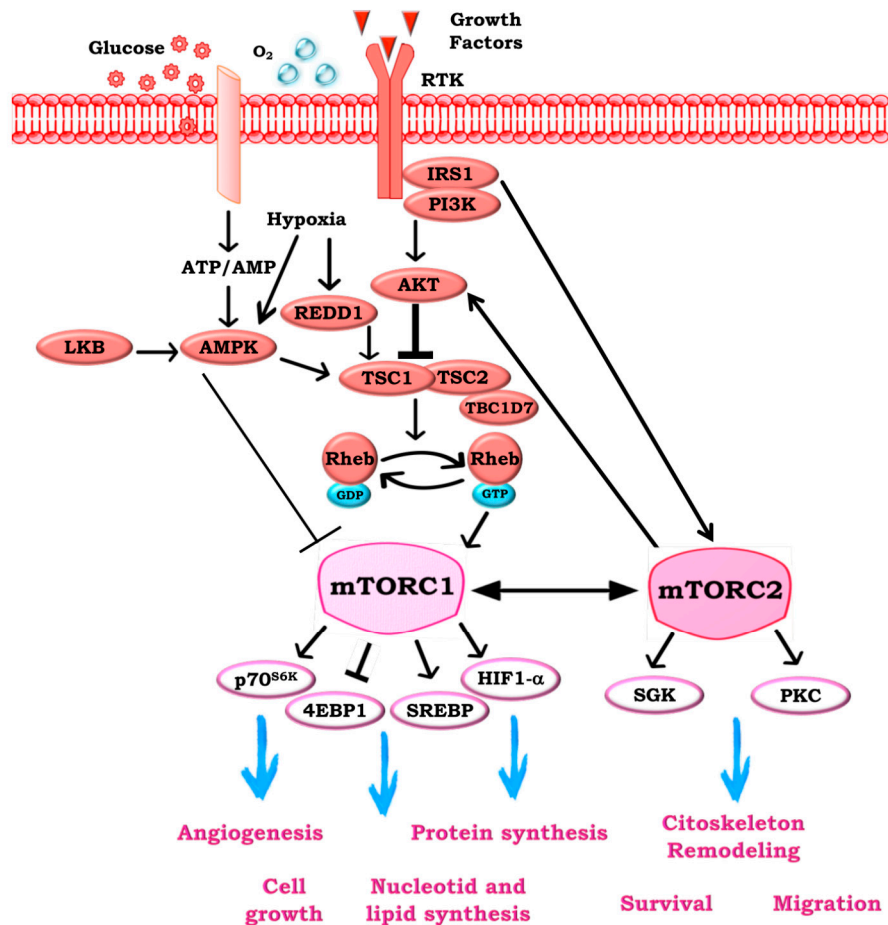 Growth
Factors
Glucose
O₂
RTK
IRS1
PI3K
Hypoxia
ATP/AMP
AKT
REDD1
LKB
AMPK
TSC1
TSC2
TBC1D7
Rheb
Rheb
GDP
GTP
mTORC1
mTORC2
p70ˢ⁶ᴷ
HIF1-α
4EBP1
SREBP
SGK
PKC
Angiogenesis
Protein synthesis
Citoskeleton
Remodeling
Cell
growth
Nucleotid and
lipid synthesis
Survival
Migration